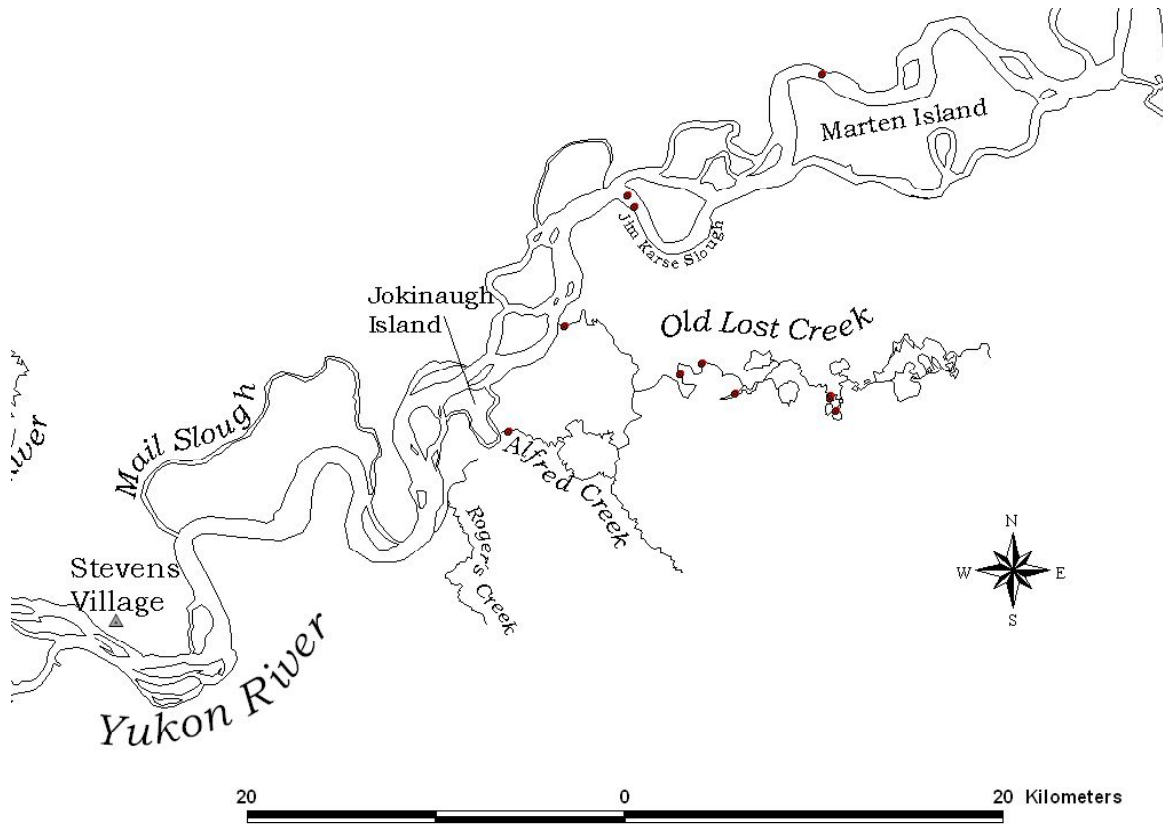 Marten Island
Jim Karse Slough
Jokinaugh
Island
Old Lost Creek
Mail Slough
Alfred Creek
Rogers Creek
Stevens
Village
Yukon River
N
W
E
S
20
0
20 Kilometers